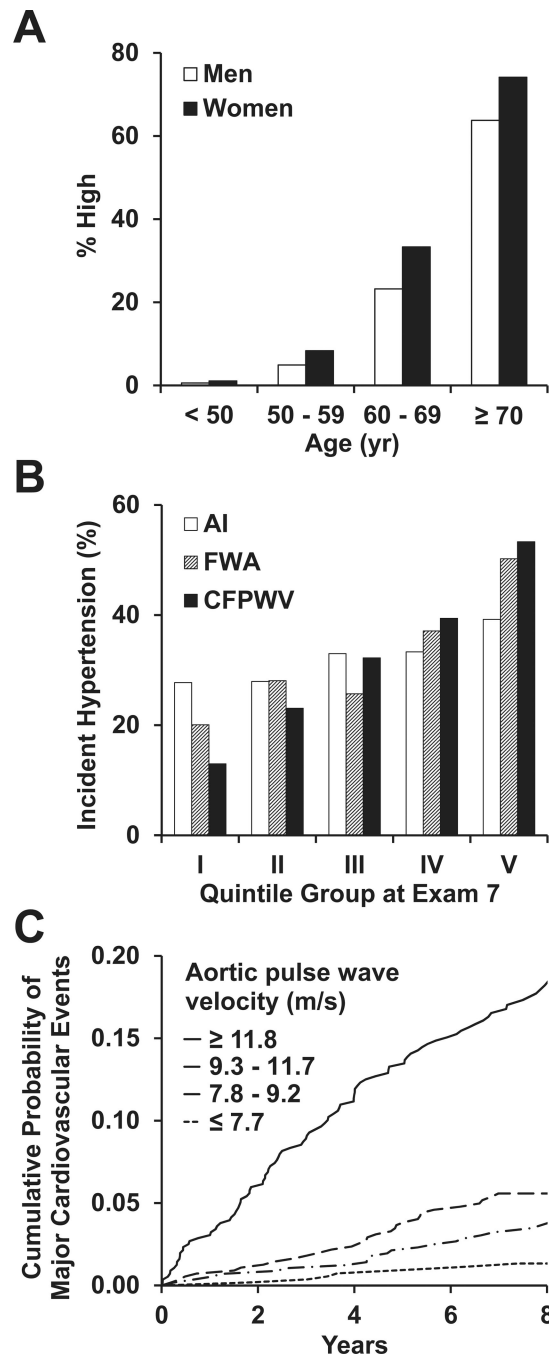 A
80
60
40
20
0
% High
Men
Women
< 50
50 - 59
60 - 69
≥ 70
Age (yr)
B
60
40
20
0
Incident Hypertension (%)
AI
FWA
CFPWV
I
II
III
IV
V
Quintile Group at Exam 7
C
0.20
0.15
0.10
0.05
0.00
Cumulative Probability of
Major Cardiovascular Events
Aortic pulse wave
velocity (m/s)
≥ 11.8
9.3 - 11.7
7.8 - 9.2
≤ 7.7
0
2
4
6
8
Years